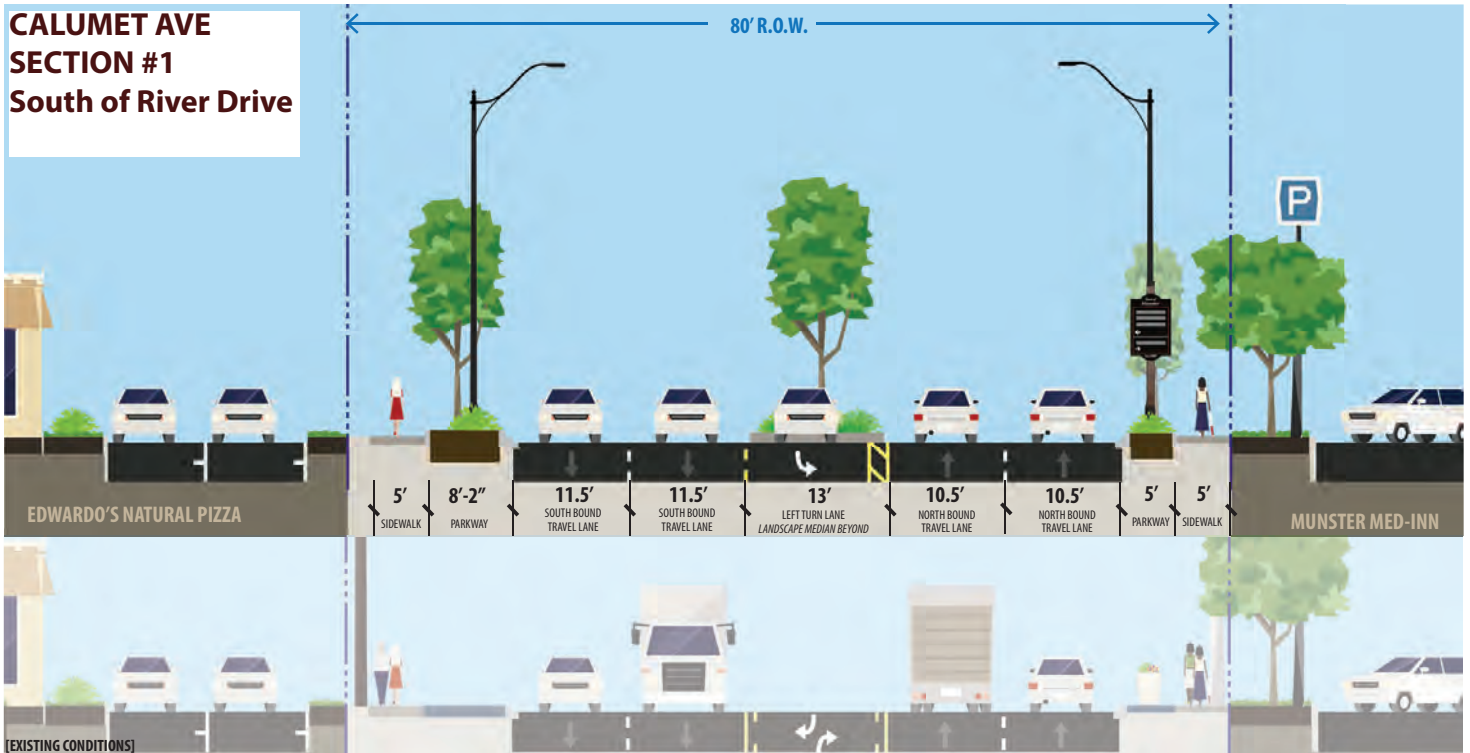 CALUMET AVE
SECTION #1
South of River Drive
80' R.O.W.
P
5'
SIDEWALK
8'-2"
PARKWAY
11.5'
SOUTH BOUND
TRAVEL LANE
11.5'
SOUTH BOUND
TRAVEL LANE
13'
LEFT TURN LANE
LANDSCAPE MEDIAN BEYOND
10.5'
NORTH BOUND
TRAVEL LANE
10.5'
NORTH BOUND
TRAVEL LANE
5'
PARKWAY
5'
SIDEWALK
EDWARDO'S NATURAL PIZZA
MUNSTER MED-INN
[EXISTING CONDITIONS]